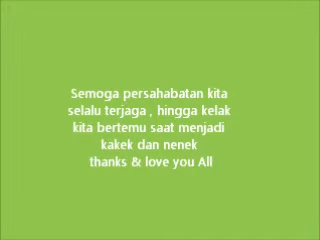 Semoga persahabatan kita
selalu terjaga , hingga kelak
kita bertemu saat menjadi
kakek dan nenek
thanks & love you All